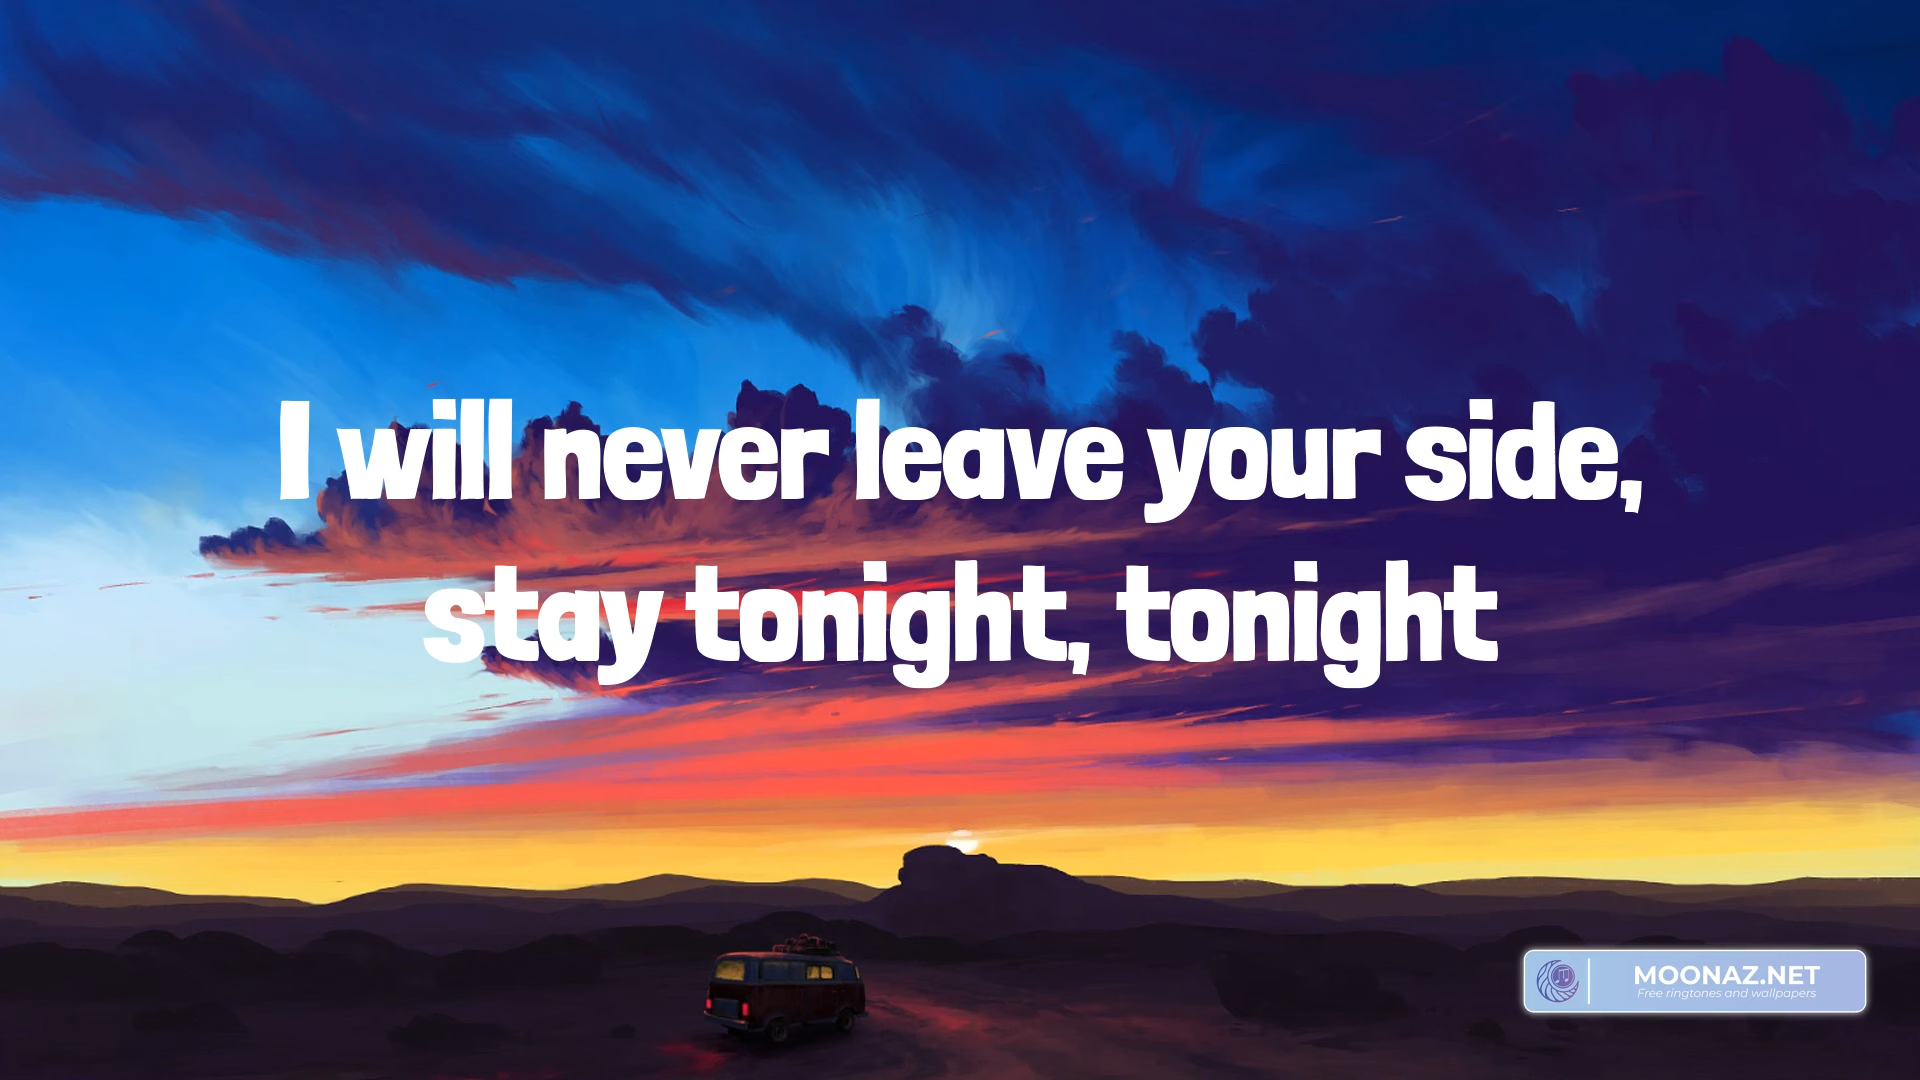 I will never leave your side,
stay tonight, tonight
MOONAZ.NET
Free ringtones and wallpapers